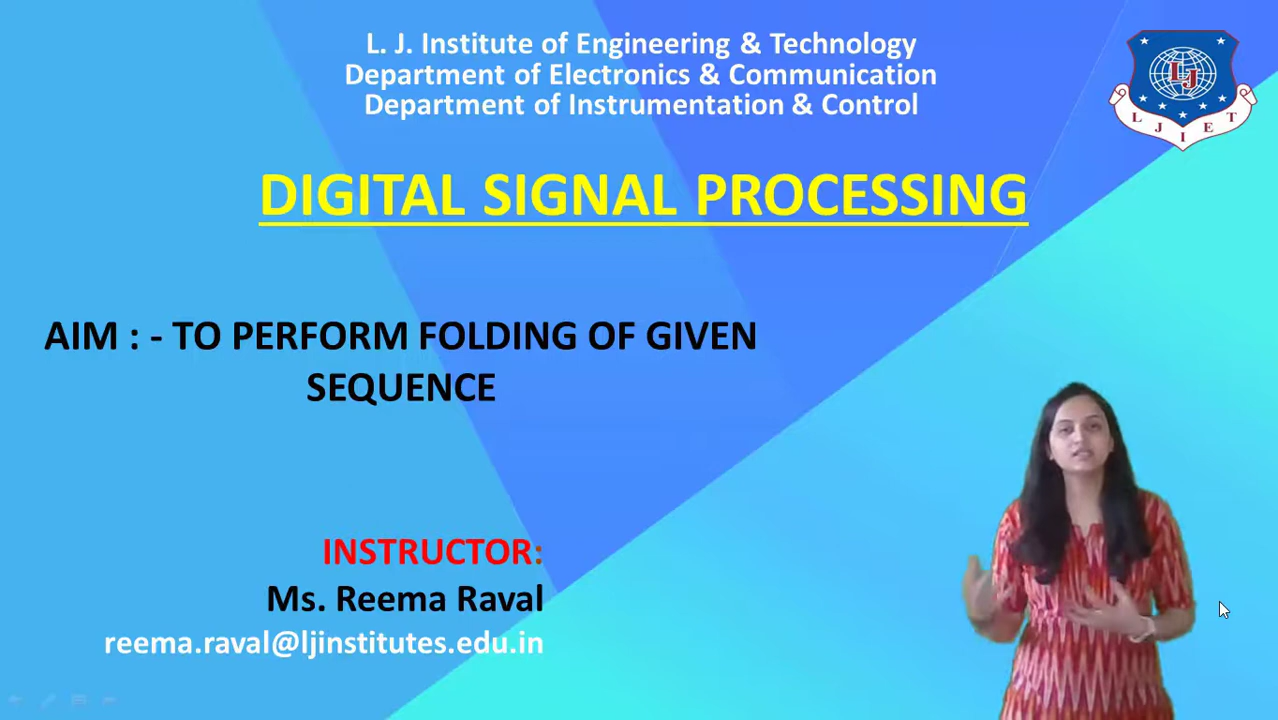 L. J. Institute of Engineering & Technology
Department of Electronics & Communication
Department of Instrumentation & Control
LJ
L J I E T
DIGITAL SIGNAL PROCESSING
AIM : - TO PERFORM FOLDING OF GIVEN
SEQUENCE
INSTRUCTOR:
Ms. Reema Raval
reema.raval@ljinstitutes.edu.in